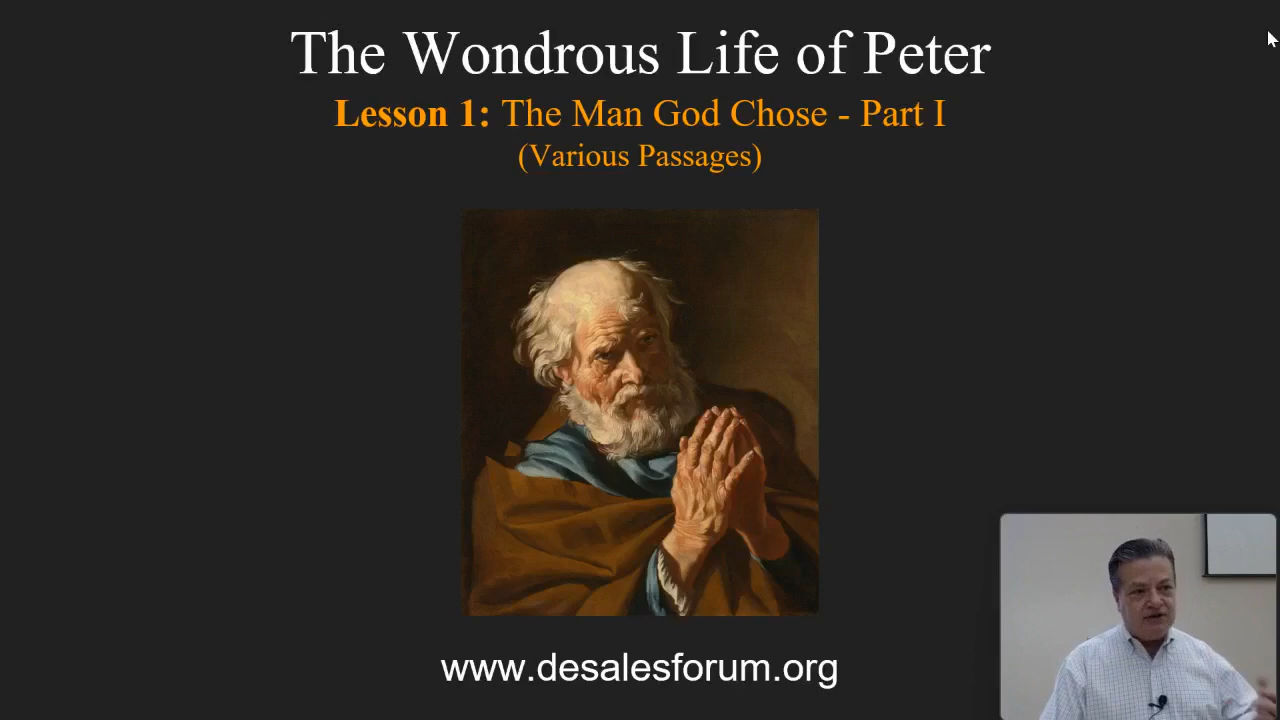 The Wondrous Life of Peter
Lesson 1: The Man God Chose - Part I
(Various Passages)
www.desalesforum.org